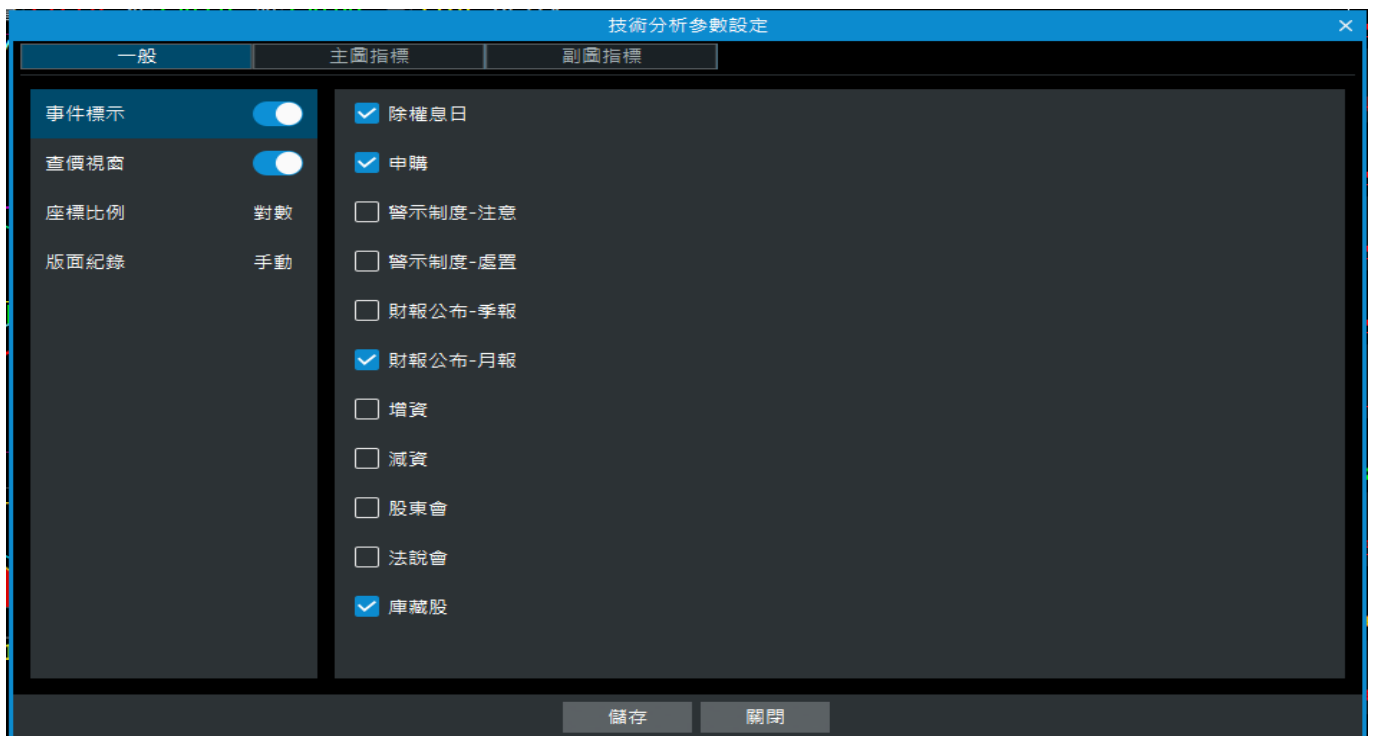 技術分析參數設定
一般 主圖指標 副圖指標
事件標示
查價視窗
座標比例 對數
版面紀錄 手動
除權息日
申購
警示制度-注意
警示制度-處置
財報公布-季報
財報公布-月報
增資
減資
股東會
法說會
庫藏股
儲存 關閉